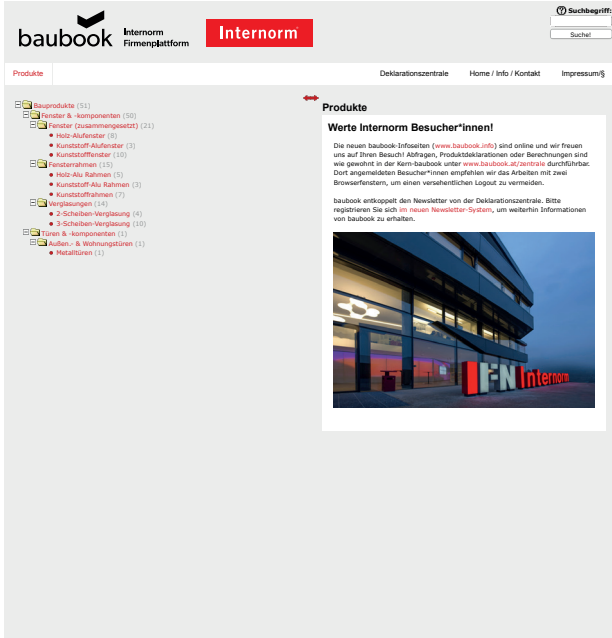 baubook
Internorm
Firmenplattform
Internorm
? Suchbegriff:
Suche!
Produkte
Deklarationszentrale
Home / Info / Kontakt
Impressum/§
Bauprodukte (51)
Fenster & -komponenten (50)
Fenster (zusammengesetzt) (21)
Holz-Alufenster (8)
Kunststoff-Alufenster (3)
Kunststofffenster (10)
Fensterrahmen (15)
Holz-Alu Rahmen (5)
Kunststoff-Alu Rahmen (3)
Kunststoffrahmen (7)
Verglasungen (14)
2-Scheiben-Verglasung (4)
3-Scheiben-Verglasung (10)
Türen & -komponenten (1)
Außen.- & Wohnungstüren (1)
Metalltüren (1)
Produkte
Werte Internorm Besucher*innen!
Die neuen baubook-Infoseiten (www.baubook.info) sind online und wir freuen
uns auf Ihren Besuch! Abfragen, Produktdeklarationen oder Berechnungen sind
wie gewohnt in der Kern-baubook unter www.baubook.at/zentrale durchführbar.
Dort angemeldeten Besucher*innen empfehlen wir das Arbeiten mit zwei
Browserfenstern, um einen versehentlichen Logout zu vermeiden.
baubook entkoppelt den Newsletter von der Deklarationszentrale. Bitte
registrieren Sie sich im neuen Newsletter-System, um weiterhin Informationen
von baubook zu erhalten.
IFN Internorm